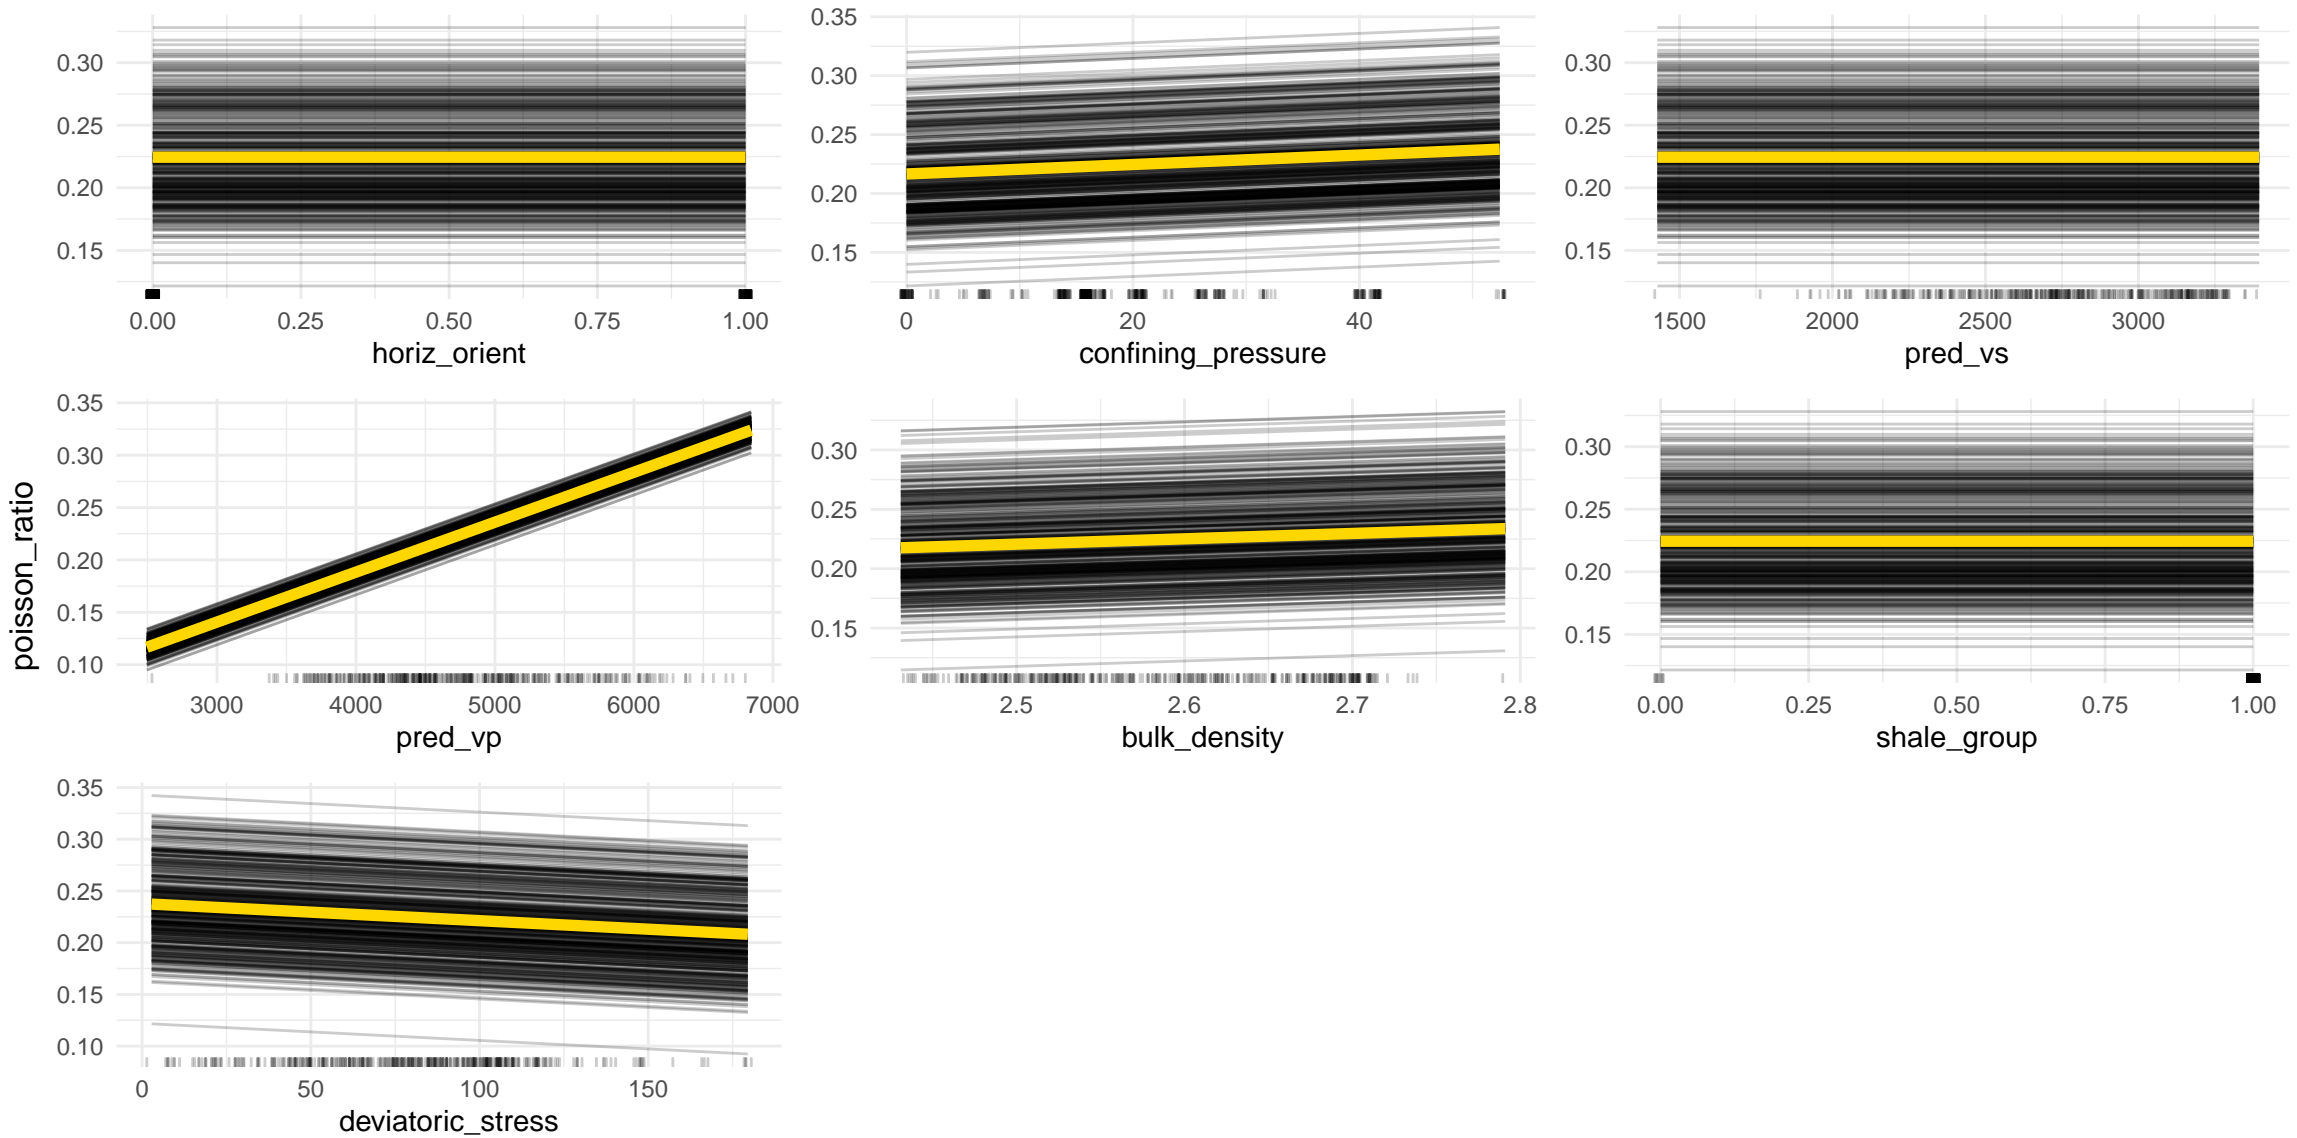 0.30
0.25
0.20
0.15
0.00 0.25 0.50 0.75 1.00
horiz_orient
0.35
0.30
0.25
0.20
0.15
0 20 40
confining_pressure
0.30
0.25
0.20
0.15
1500 2000 2500 3000
pred_vs
poisson_ratio
0.35
0.30
0.25
0.20
0.15
0.10
3000 4000 5000 6000 7000
pred_vp
0.30
0.25
0.20
0.15
2.5 2.6 2.7 2.8
bulk_density
0.30
0.25
0.20
0.15
0.00 0.25 0.50 0.75 1.00
shale_group
0.35
0.30
0.25
0.20
0.15
0.10
0 50 100 150
deviatoric_stress